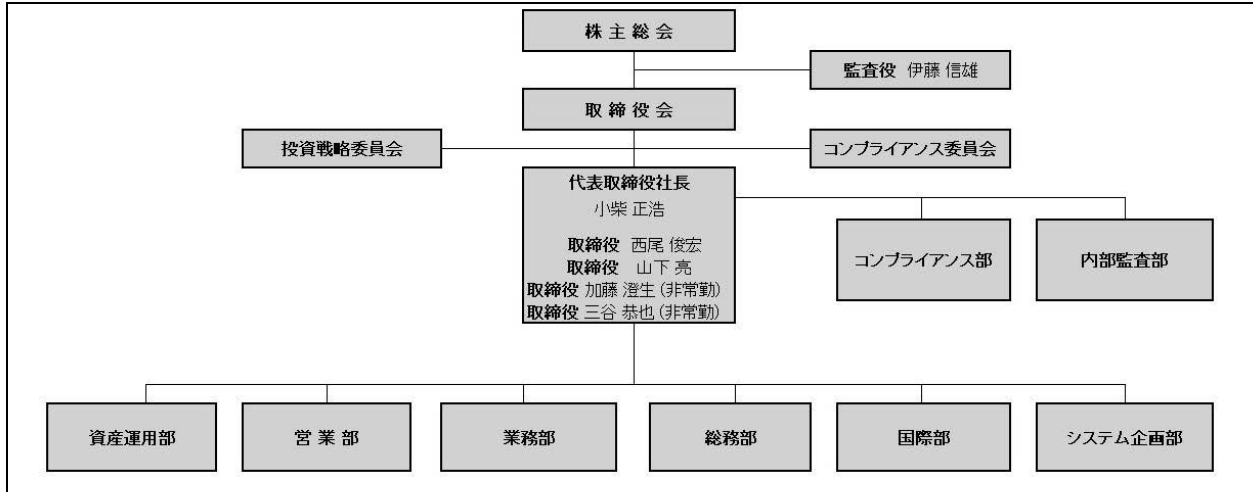 株 主 総 会
監査役 伊藤 信雄
取 締 役 会
投資戦略委員会
コンプライアンス委員会
代表取締役社長
小柴 正浩
取締役 西尾 俊宏
取締役 山下 亮
取締役 加藤 澄生 (非常勤)
取締役 三谷 恭也 (非常勤)
コンプライアンス部
内部監査部
資産運用部
営 業 部
業務部
総務部
国際部
システム企画部